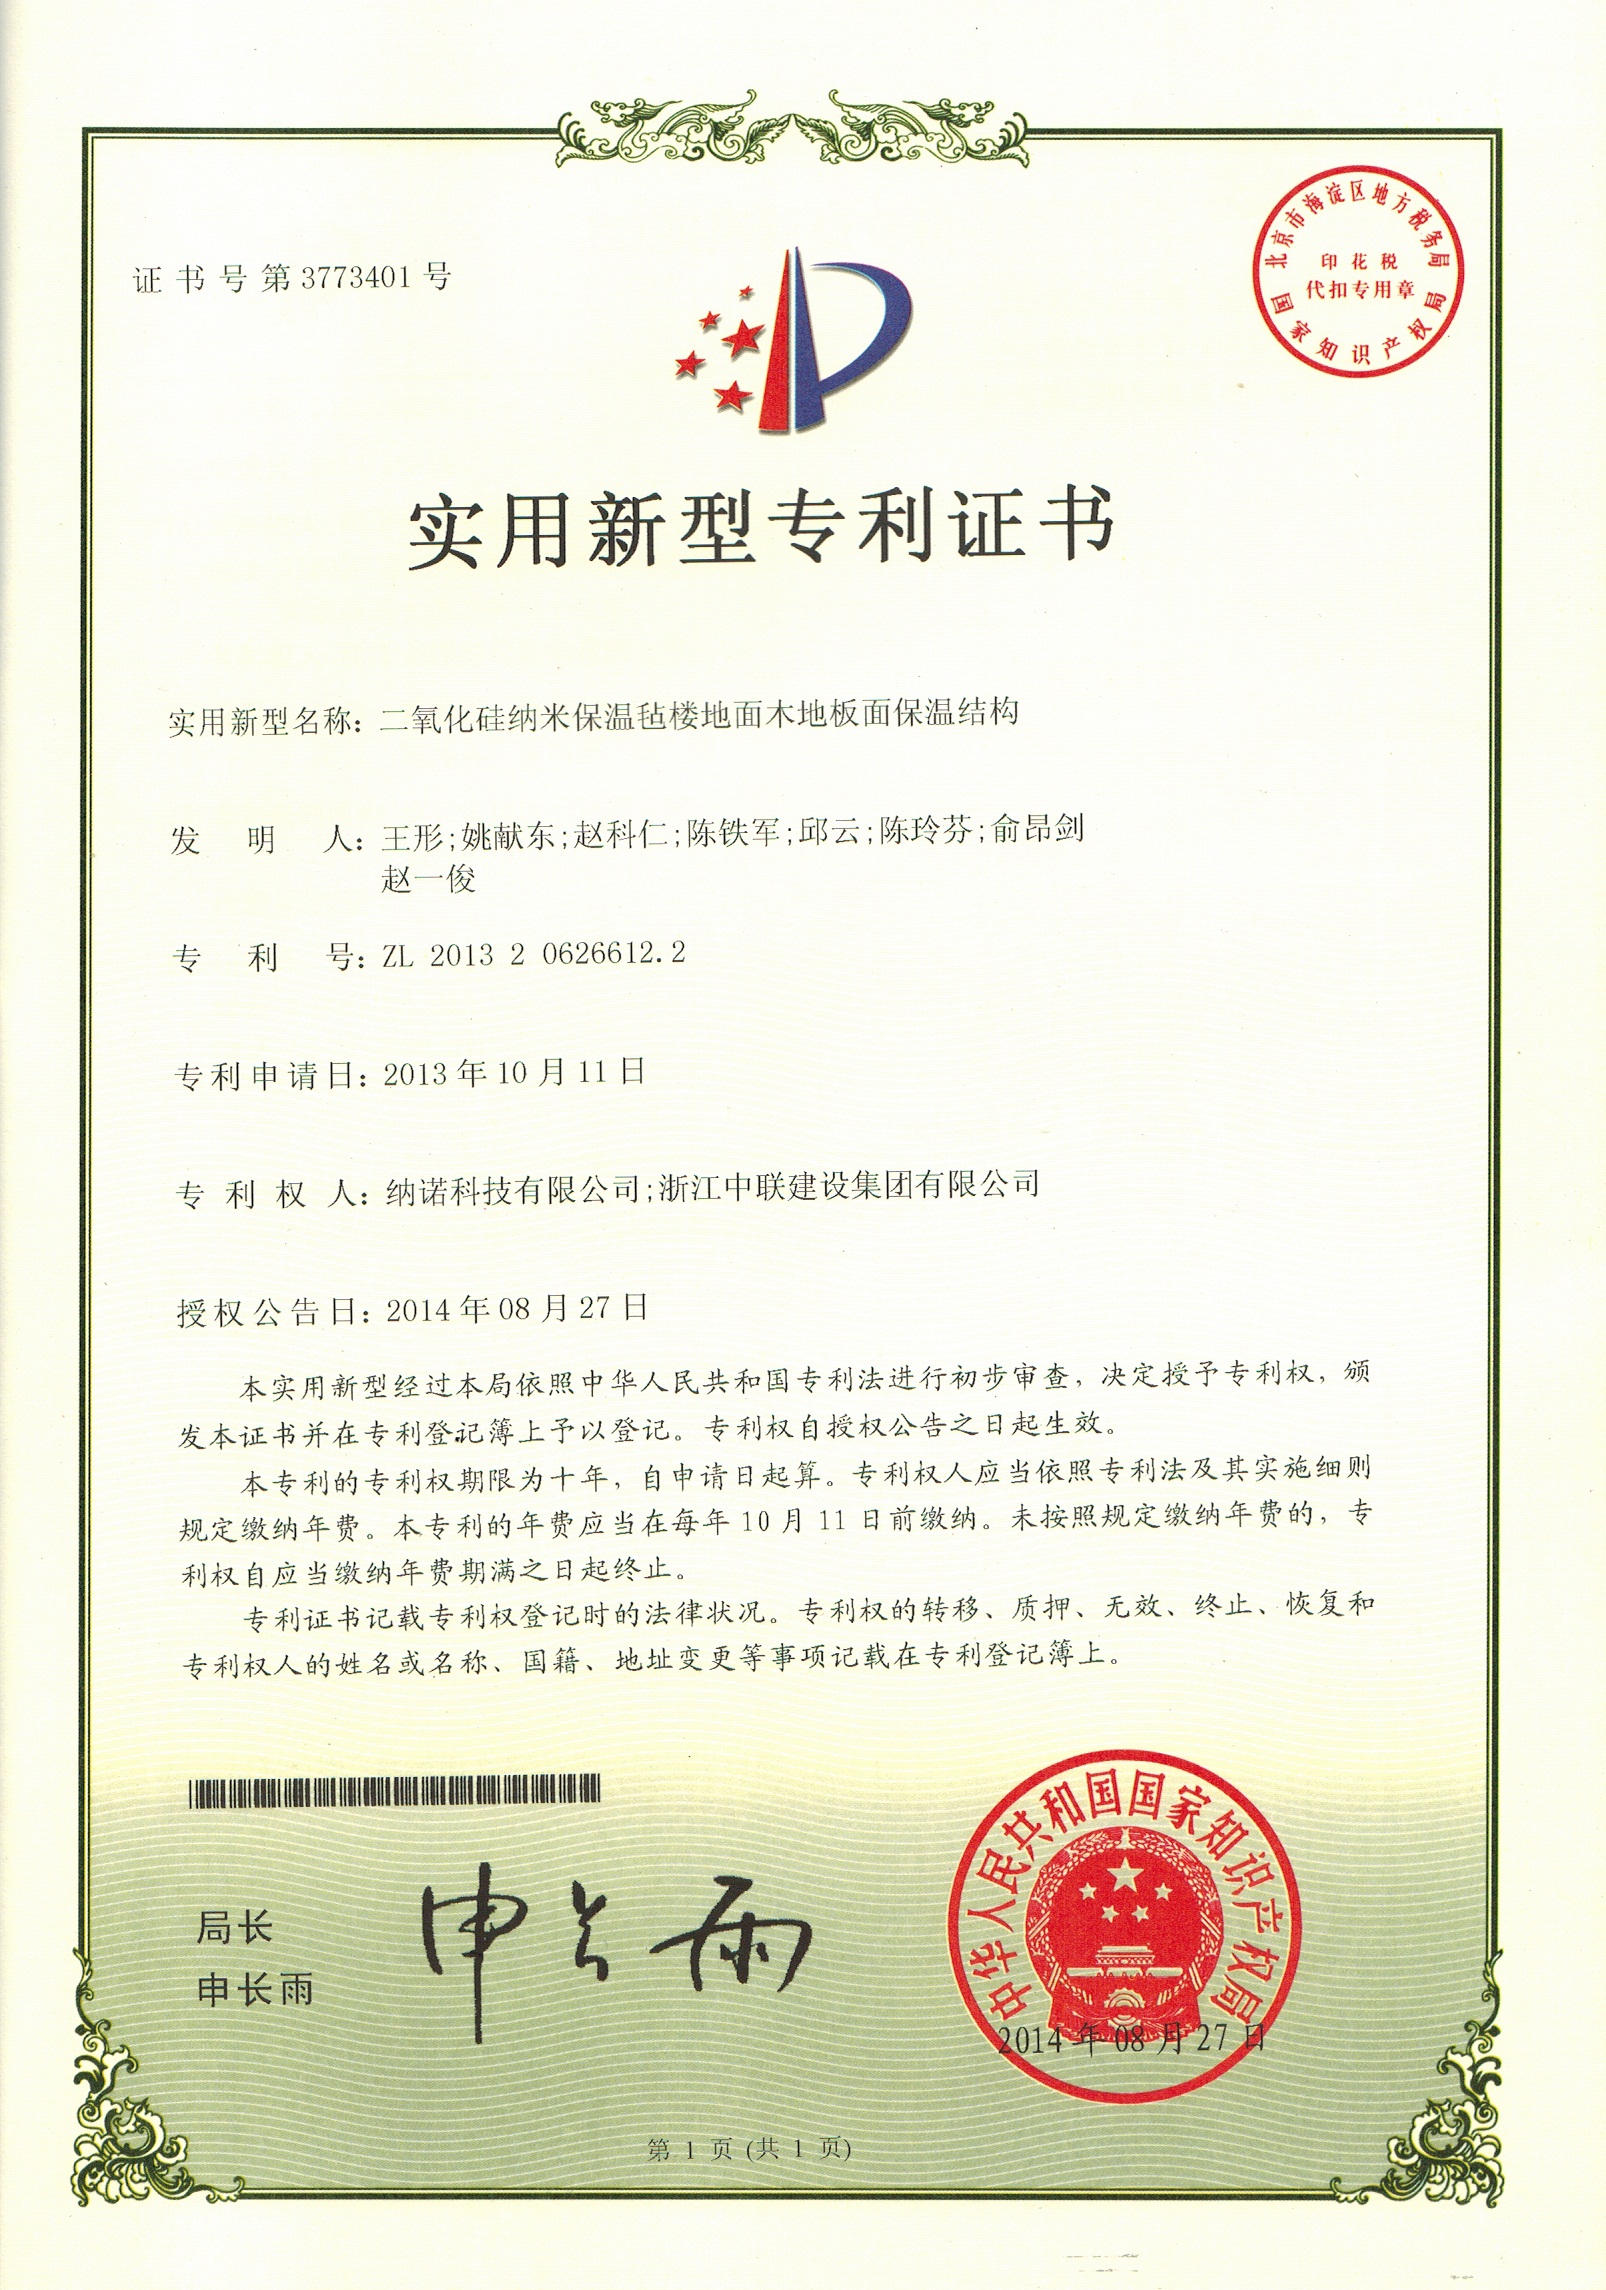 北京市海淀区地方税务局
印花税
代扣专用章
国家知识产权局
证书号第3773401号
实用新型专利证书
实用新型名称：二氧化硅纳米保温毡楼地面木地板面保温结构
发明人：王形;姚献东;赵科仁;陈铁军;邱云;陈玲芬;俞昂剑
赵一俊
专利号：ZL 2013 2 0626612.2
专利申请日：2013年10月11日
专利权人：纳诺科技有限公司;浙江中联建设集团有限公司
授权公告日：2014年08月27日
本实用新型经过本局依照中华人民共和国专利法进行初步审查，决定授予专利权，颁
发本证书并在专利登记簿上予以登记。专利权自授权公告之日起生效。
本专利的专利权期限为十年，自申请日起算。专利权人应当依照专利法及其实施细则
规定缴纳年费。本专利的年费应当在每年10月11日前缴纳。未按照规定缴纳年费的，专
利权自应当缴纳年费期满之日起终止。
专利证书记载专利权登记时的法律状况。专利权的转移、质押、无效、终止、恢复和
专利权人的姓名或名称、国籍、地址变更等事项记载在专利登记簿上。
局长
申长雨
申长雨
中华人民共和国国家知识产权局
2014年08月27日
第 1 页 (共 1 页)